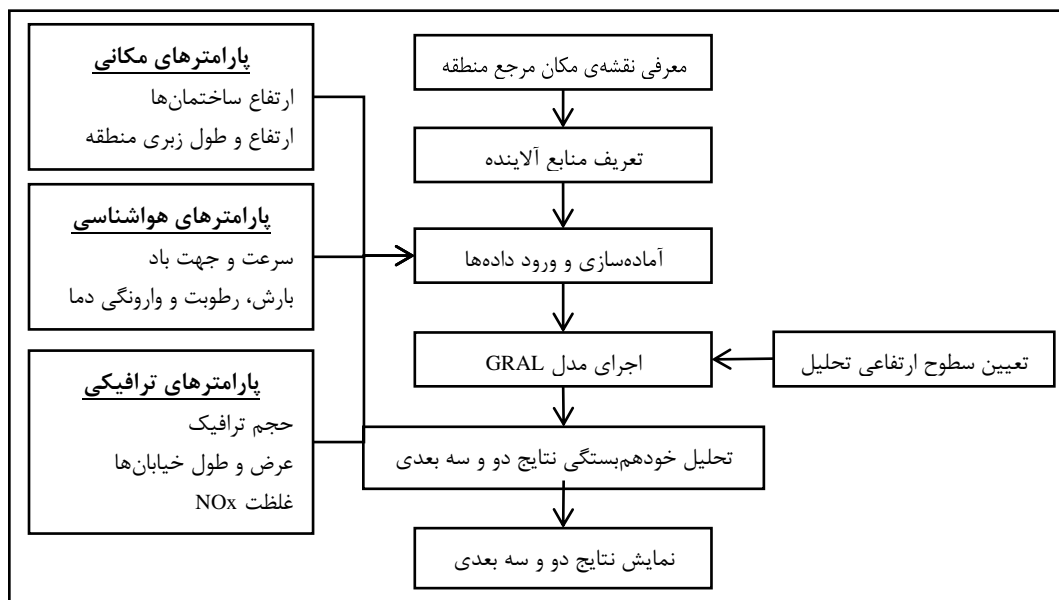 پارامترهای مکانی
ارتفاع ساختمان‌ها
ارتفاع و طول زبری منطقه
پارامترهای هواشناسی
سرعت و جهت باد
بارش، رطوبت و وارونگی دما
پارامترهای ترافیکی
حجم ترافیک
عرض و طول خیابان‌ها
غلظت NOx
معرفی نقشه‌ی مکان مرجع منطقه
تعریف منابع آلاینده
آماده‌سازی و ورود داده‌ها
اجرای مدل GRAL
تعیین سطوح ارتفاعی تحلیل
تحلیل خودهم‌بستگی نتایج دو و سه بعدی
نمایش نتایج دو و سه بعدی